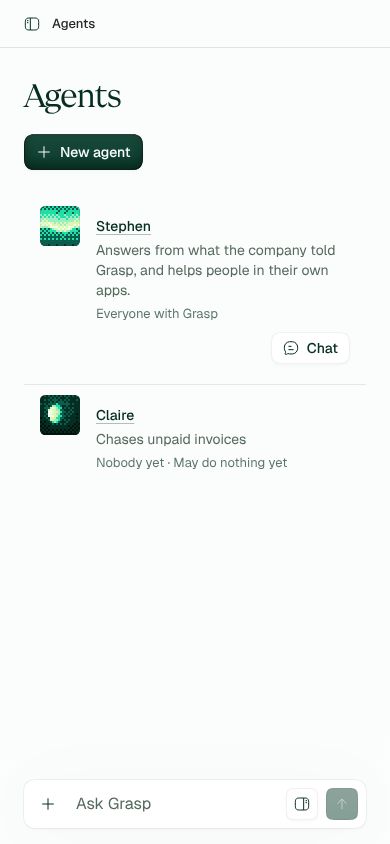 Agents
Agents
New agent
Stephen
Answers from what the company told
Grasp, and helps people in their own
apps.
Everyone with Grasp
Chat
Claire
Chases unpaid invoices
Nobody yet · May do nothing yet
Ask Grasp